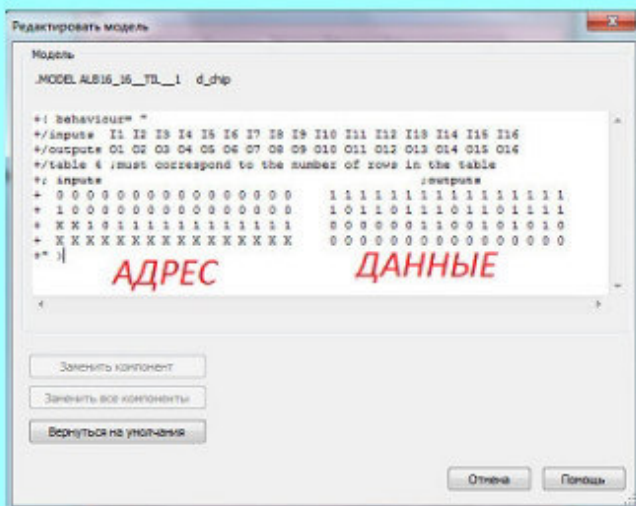 Редактировать модель
Модель
.MODEL ALB16_16__TIL__1 d_chip
+( behaviour= "
+/inputs I1 I2 I3 I4 I5 I6 I7 I8 I9 I10 I11 I12 I13 I14 I15 I16
+/outputs O1 O2 O3 O4 O5 O6 O7 O8 O9 O10 O11 O12 O13 O14 O15 O16
+/table 4 ;must correspond to the number of rows in the table
+; inputs ;outputs
+ 0 0 0 0 0 0 0 0 0 0 0 0 0 0 0 0 1 1 1 1 1 1 1 1 1 1 1 1 1 1 1 1
+ 1 0 0 0 0 0 0 0 0 0 0 0 0 0 0 0 1 0 1 1 0 1 1 1 0 1 1 0 1 1 1 1
+ X X 1 0 1 1 1 1 1 1 1 1 1 1 1 1 0 0 0 0 0 1 1 0 0 1 0 0 1 0 1 0
+ X X X X X X X X X X X X X X X X 0 0 0 0 0 0 0 0 0 0 0 0 0 0 0 0
+" )
АДРЕС ДАННЫЕ
Заменить компонент
Заменить все компоненты
Вернуться на умолчания
Отмена Помощь